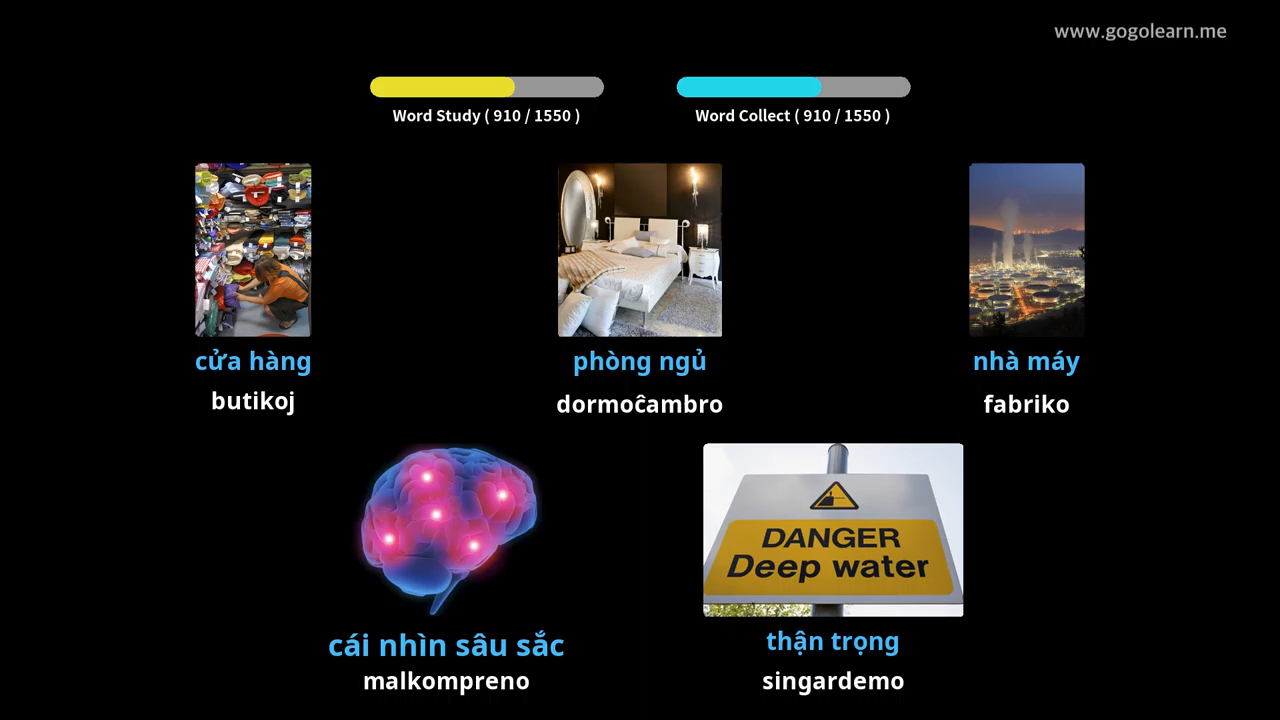 www.gogolearn.me
Word Study ( 910 / 1550 )
Word Collect ( 910 / 1550 )
cửa hàng
butikoj
phòng ngủ
dormoĉambro
nhà máy
fabriko
DANGER
Deep water
cái nhìn sâu sắc
malkompreno
thận trọng
singardemo